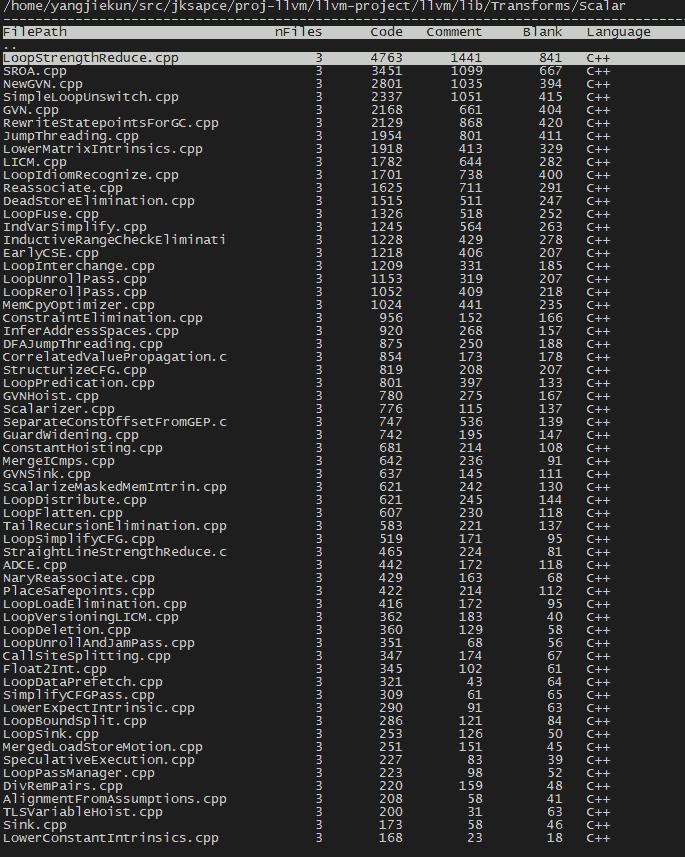 /home/yangjiekun/src/jksapce/proj-llvm/llvm-project/llvm/lib/Transforms/Scalar
--------------------------------------------------------------------------------
FilePath nFiles Code Comment Blank Language
..
LoopStrengthReduce.cpp 3 4763 1441 841 C++
SROA.cpp 3 3451 1099 667 C++
NewGVN.cpp 3 2801 1035 394 C++
SimpleLoopUnswitch.cpp 3 2337 1051 415 C++
GVN.cpp 3 2168 661 404 C++
RewriteStatepointsForGC.cpp 3 2129 868 420 C++
JumpThreading.cpp 3 1954 801 411 C++
LowerMatrixIntrinsics.cpp 3 1918 413 329 C++
LICM.cpp 3 1782 644 282 C++
LoopIdiomRecognize.cpp 3 1701 738 400 C++
Reassociate.cpp 3 1625 711 291 C++
DeadStoreElimination.cpp 3 1515 511 247 C++
LoopFuse.cpp 3 1326 518 252 C++
IndVarSimplify.cpp 3 1245 564 263 C++
InductiveRangeCheckEliminati 3 1228 429 278 C++
EarlyCSE.cpp 3 1218 406 207 C++
LoopInterchange.cpp 3 1209 331 185 C++
LoopUnrollPass.cpp 3 1153 319 207 C++
LoopRerollPass.cpp 3 1052 409 218 C++
MemCpyOptimizer.cpp 3 1024 441 235 C++
ConstraintElimination.cpp 3 956 152 166 C++
InferAddressSpaces.cpp 3 920 268 157 C++
DFAJumpThreading.cpp 3 875 250 188 C++
CorrelatedValuePropagation.c 3 854 173 178 C++
StructurizeCFG.cpp 3 819 208 207 C++
LoopPredication.cpp 3 801 397 133 C++
GVNHoist.cpp 3 780 275 167 C++
Scalarizer.cpp 3 776 115 137 C++
SeparateConstOffsetFromGEP.c 3 747 536 139 C++
GuardWidening.cpp 3 742 195 147 C++
ConstantHoisting.cpp 3 681 214 108 C++
MergeICmps.cpp 3 642 236 91 C++
GVNSink.cpp 3 637 145 111 C++
ScalarizeMaskedMemIntrin.cpp 3 621 242 130 C++
LoopDistribute.cpp 3 621 245 144 C++
LoopFlatten.cpp 3 607 230 118 C++
TailRecursionElimination.cpp 3 583 221 137 C++
LoopSimplifyCFG.cpp 3 519 171 95 C++
StraightLineStrengthReduce.c 3 465 224 81 C++
ADCE.cpp 3 442 172 118 C++
NaryReassociate.cpp 3 429 163 68 C++
PlaceSafepoints.cpp 3 422 214 112 C++
LoopLoadElimination.cpp 3 416 172 95 C++
LoopVersioningLICM.cpp 3 362 183 40 C++
LoopDeletion.cpp 3 360 129 58 C++
LoopUnrollAndJamPass.cpp 3 351 68 56 C++
CallSiteSplitting.cpp 3 347 174 67 C++
Float2Int.cpp 3 345 102 61 C++
LoopDataPrefetch.cpp 3 321 43 64 C++
SimplifyCFGPass.cpp 3 309 61 65 C++
LowerExpectIntrinsic.cpp 3 290 91 63 C++
LoopBoundSplit.cpp 3 286 121 84 C++
LoopSink.cpp 3 253 126 50 C++
MergedLoadStoreMotion.cpp 3 251 151 45 C++
SpeculativeExecution.cpp 3 227 83 39 C++
LoopPassManager.cpp 3 223 98 52 C++
DivRemPairs.cpp 3 220 159 48 C++
AlignmentFromAssumptions.cpp 3 208 58 41 C++
TLSVariableHoist.cpp 3 200 31 63 C++
Sink.cpp 3 173 58 46 C++
LowerConstantIntrinsics.cpp 3 168 23 18 C++